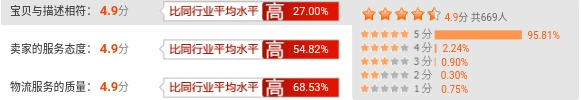 宝贝与描述相符：4.9分 比同行业平均水平 高 27.00%
卖家的服务态度：4.9分 比同行业平均水平 高 54.82%
物流服务的质量：4.9分 比同行业平均水平 高 68.53%
4.9分 共669人
5 分 95.81%
4 分 2.24%
3 分 0.90%
2 分 0.30%
1 分 0.75%